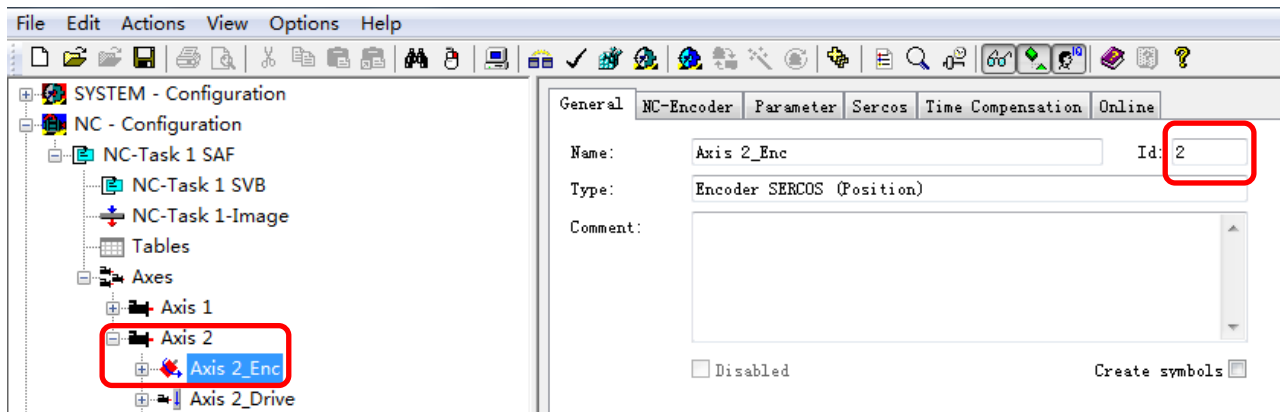 File Edit Actions View Options Help
SYSTEM - Configuration
NC - Configuration
NC-Task 1 SAF
NC-Task 1 SVB
NC-Task 1-Image
Tables
Axes
Axis 1
Axis 2
Axis 2_Enc
Axis 2_Drive
General NC-Encoder Parameter Sercos Time Compensation Online
Name: Axis 2_Enc Id: 2
Type: Encoder SERCOS (Position)
Comment:
Disabled Create symbols